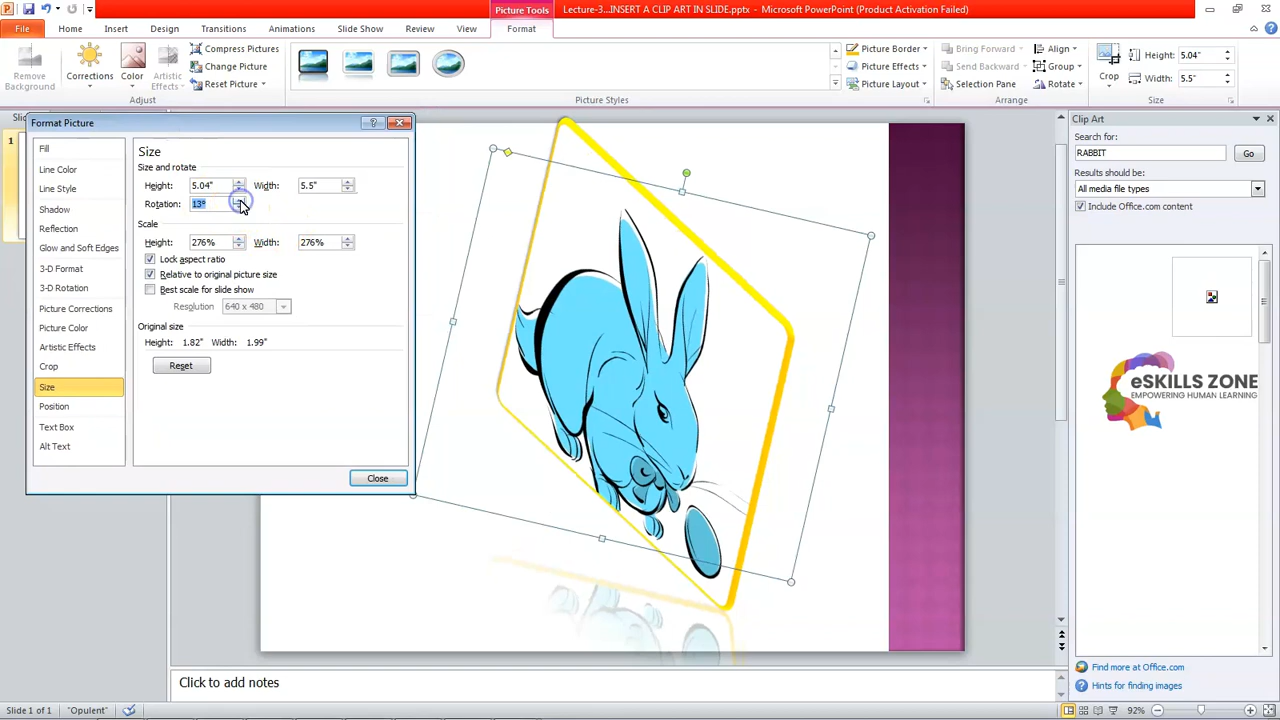 Picture Tools
Lecture-3...INSERT A CLIP ART IN SLIDE.pptx - Microsoft PowerPoint (Product Activation Failed)
File Home Insert Design Transitions Animations Slide Show Review View Format
Remove Background
Corrections
Color
Artistic Effects
Compress Pictures
Change Picture
Reset Picture
Adjust
Picture Styles
Picture Border
Picture Effects
Picture Layout
Bring Forward
Send Backward
Selection Pane
Align
Group
Rotate
Arrange
Crop
Height: 5.04"
Width: 5.5"
Size
1
Format Picture
Fill
Line Color
Line Style
Shadow
Reflection
Glow and Soft Edges
3-D Format
3-D Rotation
Picture Corrections
Picture Color
Artistic Effects
Crop
Size
Position
Text Box
Alt Text
Size
Size and rotate
Height: 5.04" Width: 5.5"
Rotation: 13°
Scale
Height: 276% Width: 276%
Lock aspect ratio
Relative to original picture size
Best scale for slide show
Resolution 640 x 480
Original size
Height: 1.82" Width: 1.99"
Reset
Close
Clip Art
Search for:
RABBIT
Go
Results should be:
All media file types
Include Office.com content
eSKILLS ZONE
EMPOWERING HUMAN LEARNING
Find more at Office.com
Hints for finding images
Click to add notes
Slide 1 of 1 "Opulent" 92%